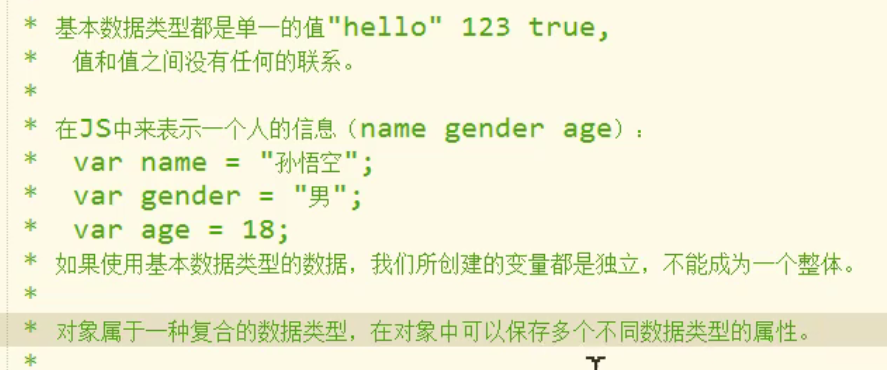 * 基本数据类型都是单一的值"hello" 123 true,
* 值和值之间没有任何的联系。
*
* 在JS中来表示一个人的信息（name gender age）：
* var name = "孙悟空";
* var gender = "男";
* var age = 18;
* 如果使用基本数据类型的数据，我们所创建的变量都是独立，不能成为一个整体。
*
* 对象属于一种复合的数据类型，在对象中可以保存多个不同数据类型的属性。
*